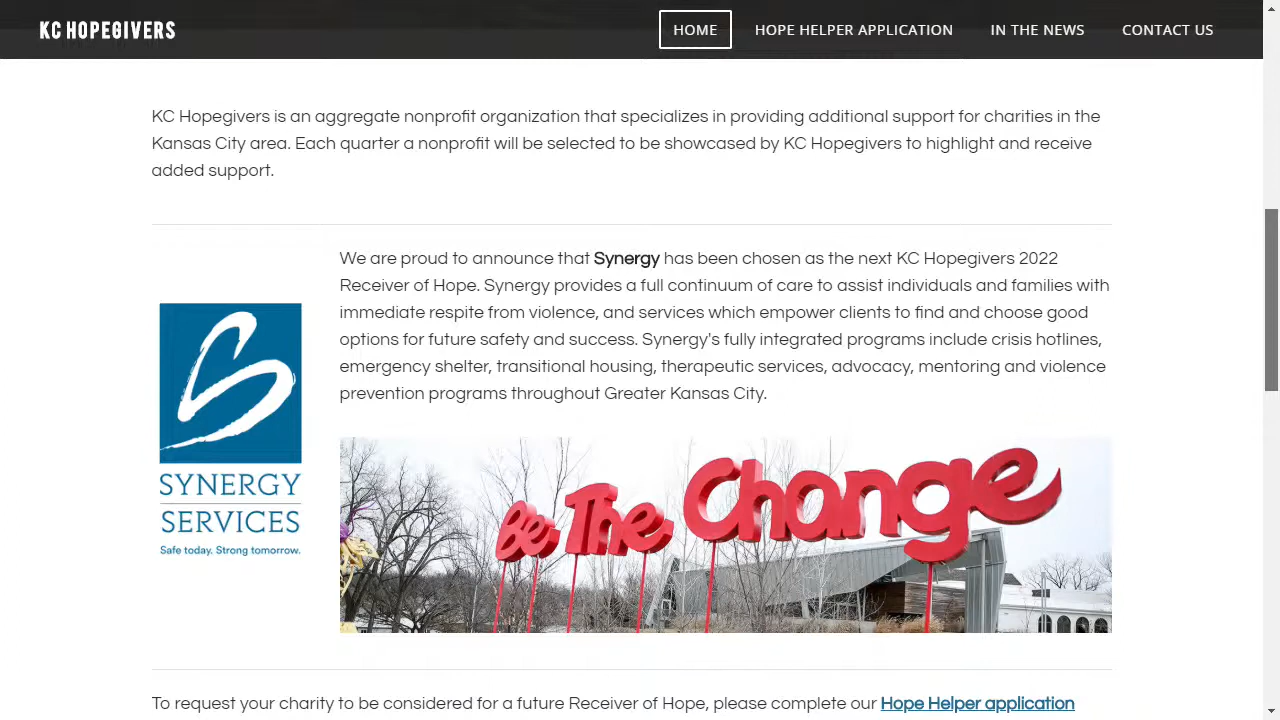 KC HOPEGIVERS
HOME
HOPE HELPER APPLICATION
IN THE NEWS
CONTACT US
KC Hopegivers is an aggregate nonprofit organization that specializes in providing additional support for charities in the
Kansas City area. Each quarter a nonprofit will be selected to be showcased by KC Hopegivers to highlight and receive
added support.
We are proud to announce that Synergy has been chosen as the next KC Hopegivers 2022
Receiver of Hope. Synergy provides a full continuum of care to assist individuals and families with
immediate respite from violence, and services which empower clients to find and choose good
options for future safety and success. Synergy's fully integrated programs include crisis hotlines,
emergency shelter, transitional housing, therapeutic services, advocacy, mentoring and violence
prevention programs throughout Greater Kansas City.
SYNERGY
SERVICES
Safe today. Strong tomorrow.
Be The Change
To request your charity to be considered for a future Receiver of Hope, please complete our Hope Helper application